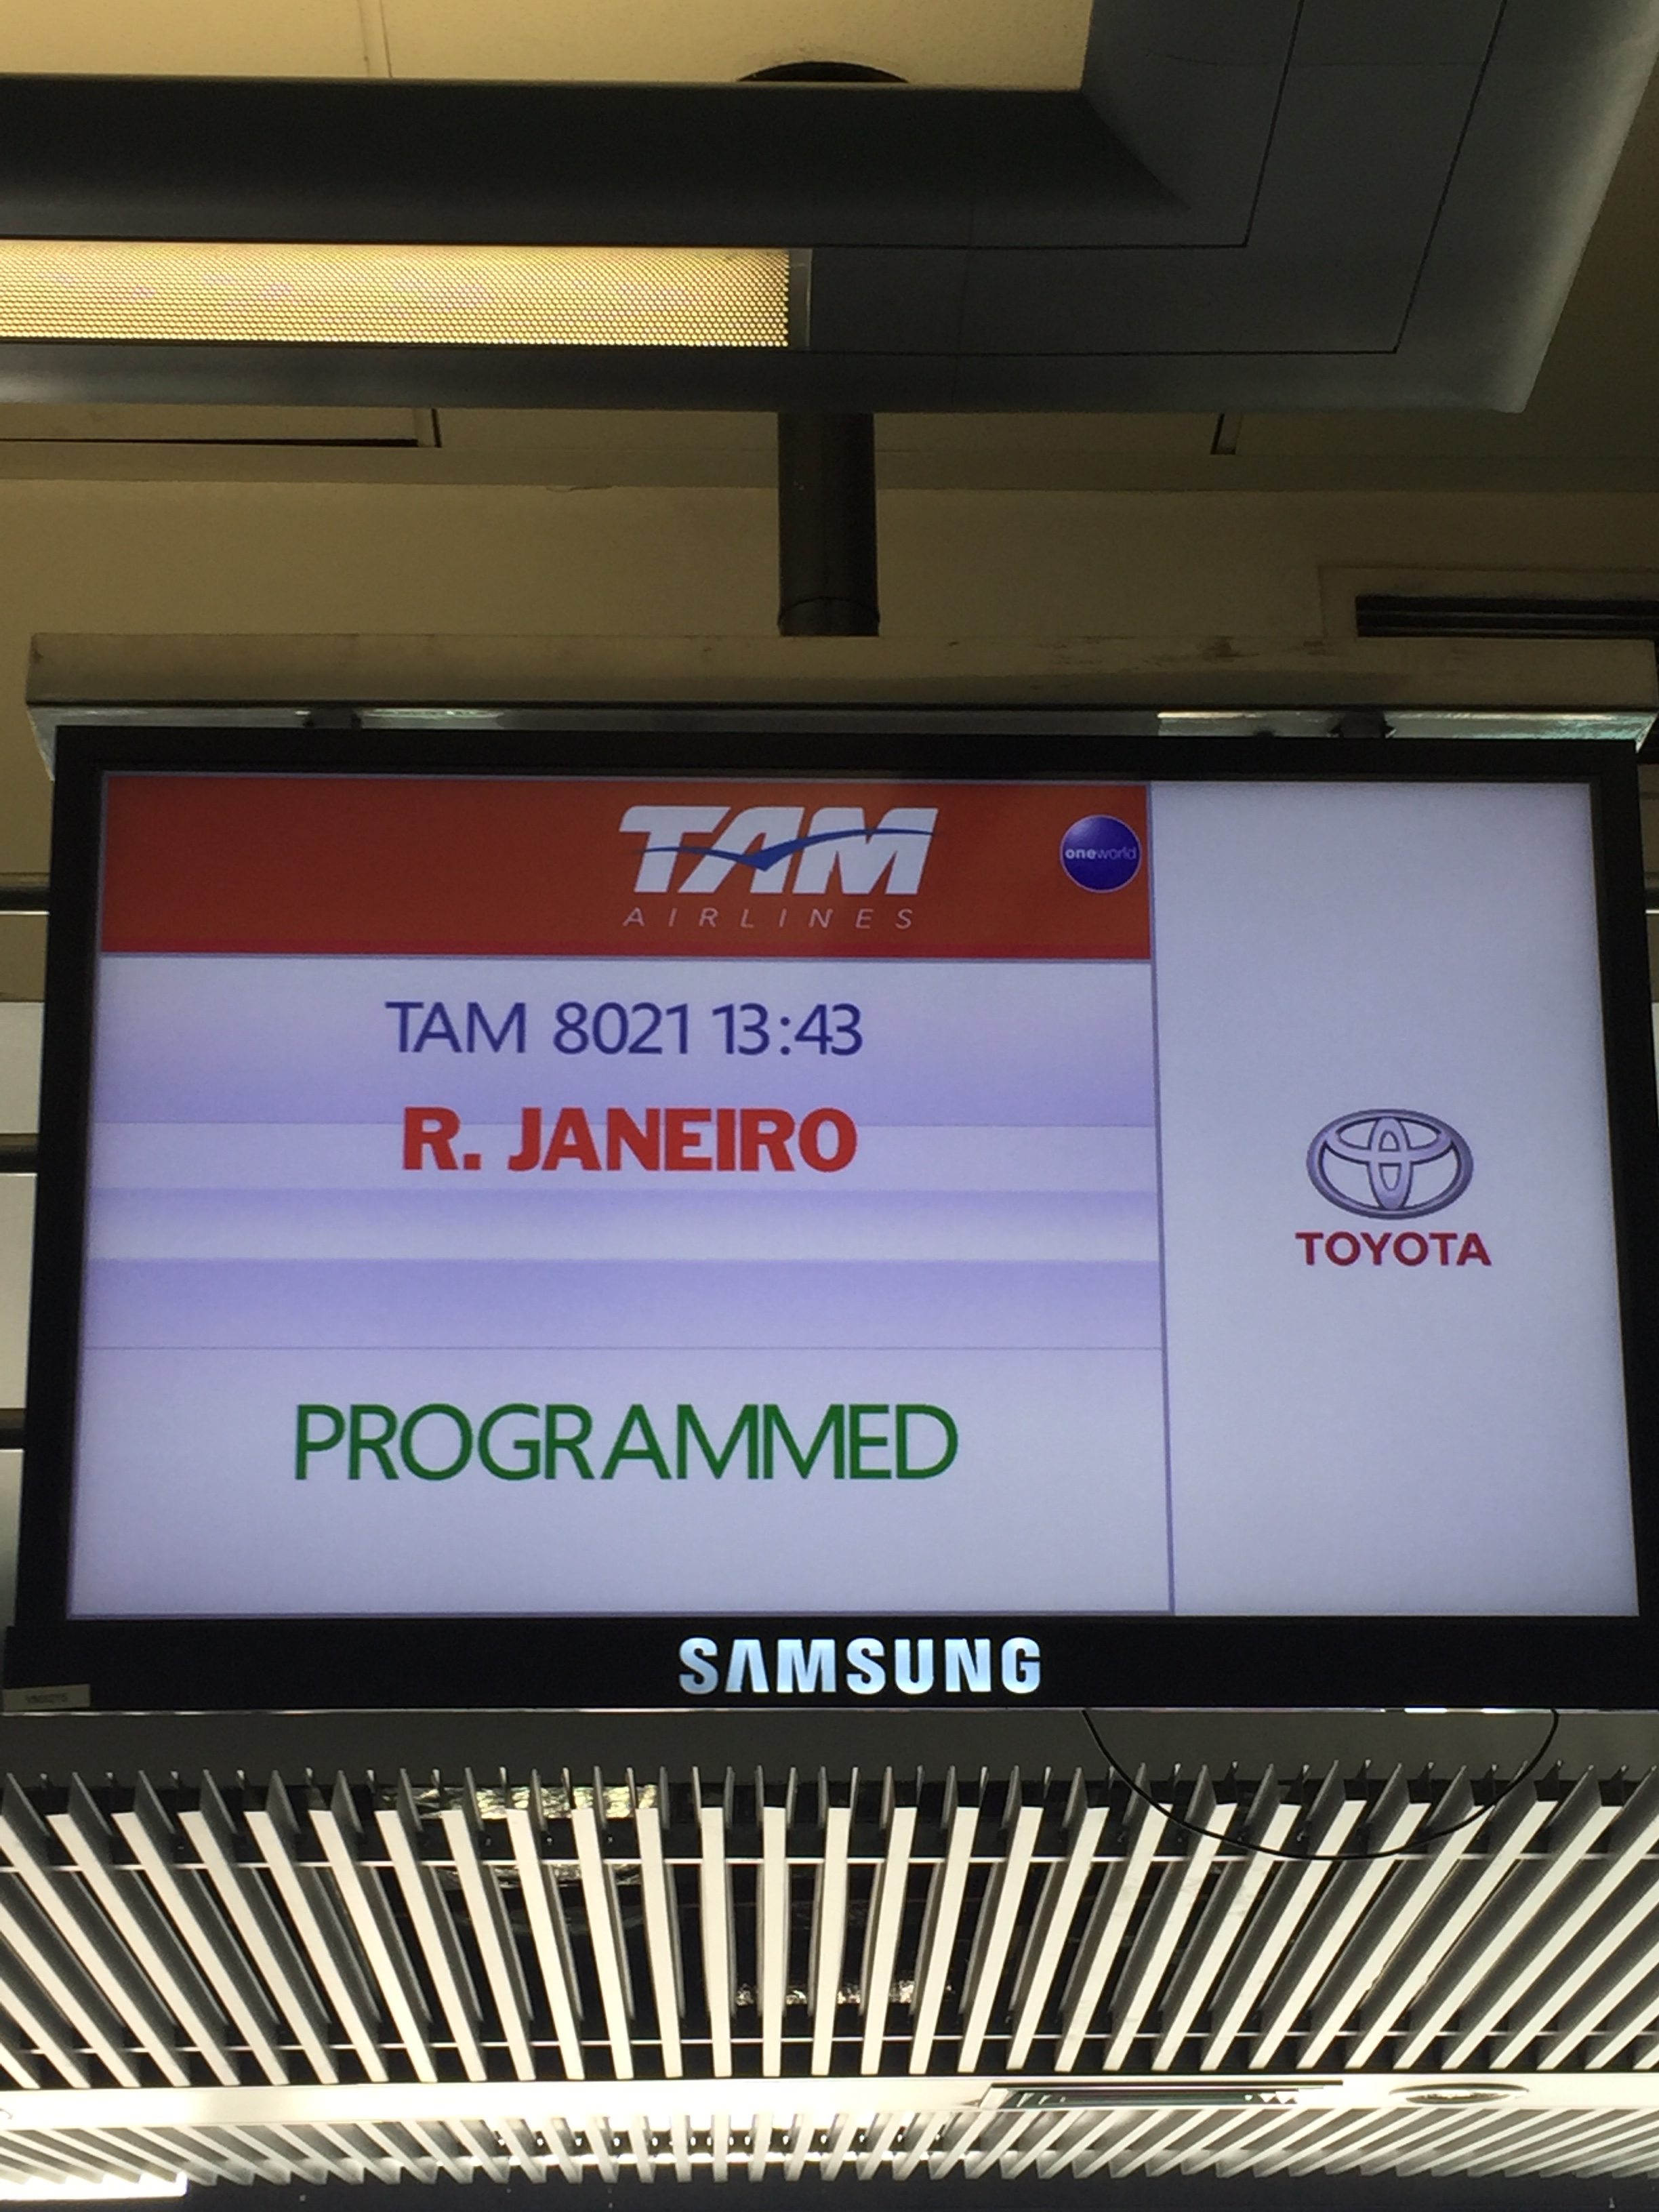 TAM
AIRLINES
oneworld
TAM 8021 13:43
R. JANEIRO
PROGRAMMED
TOYOTA
SAMSUNG